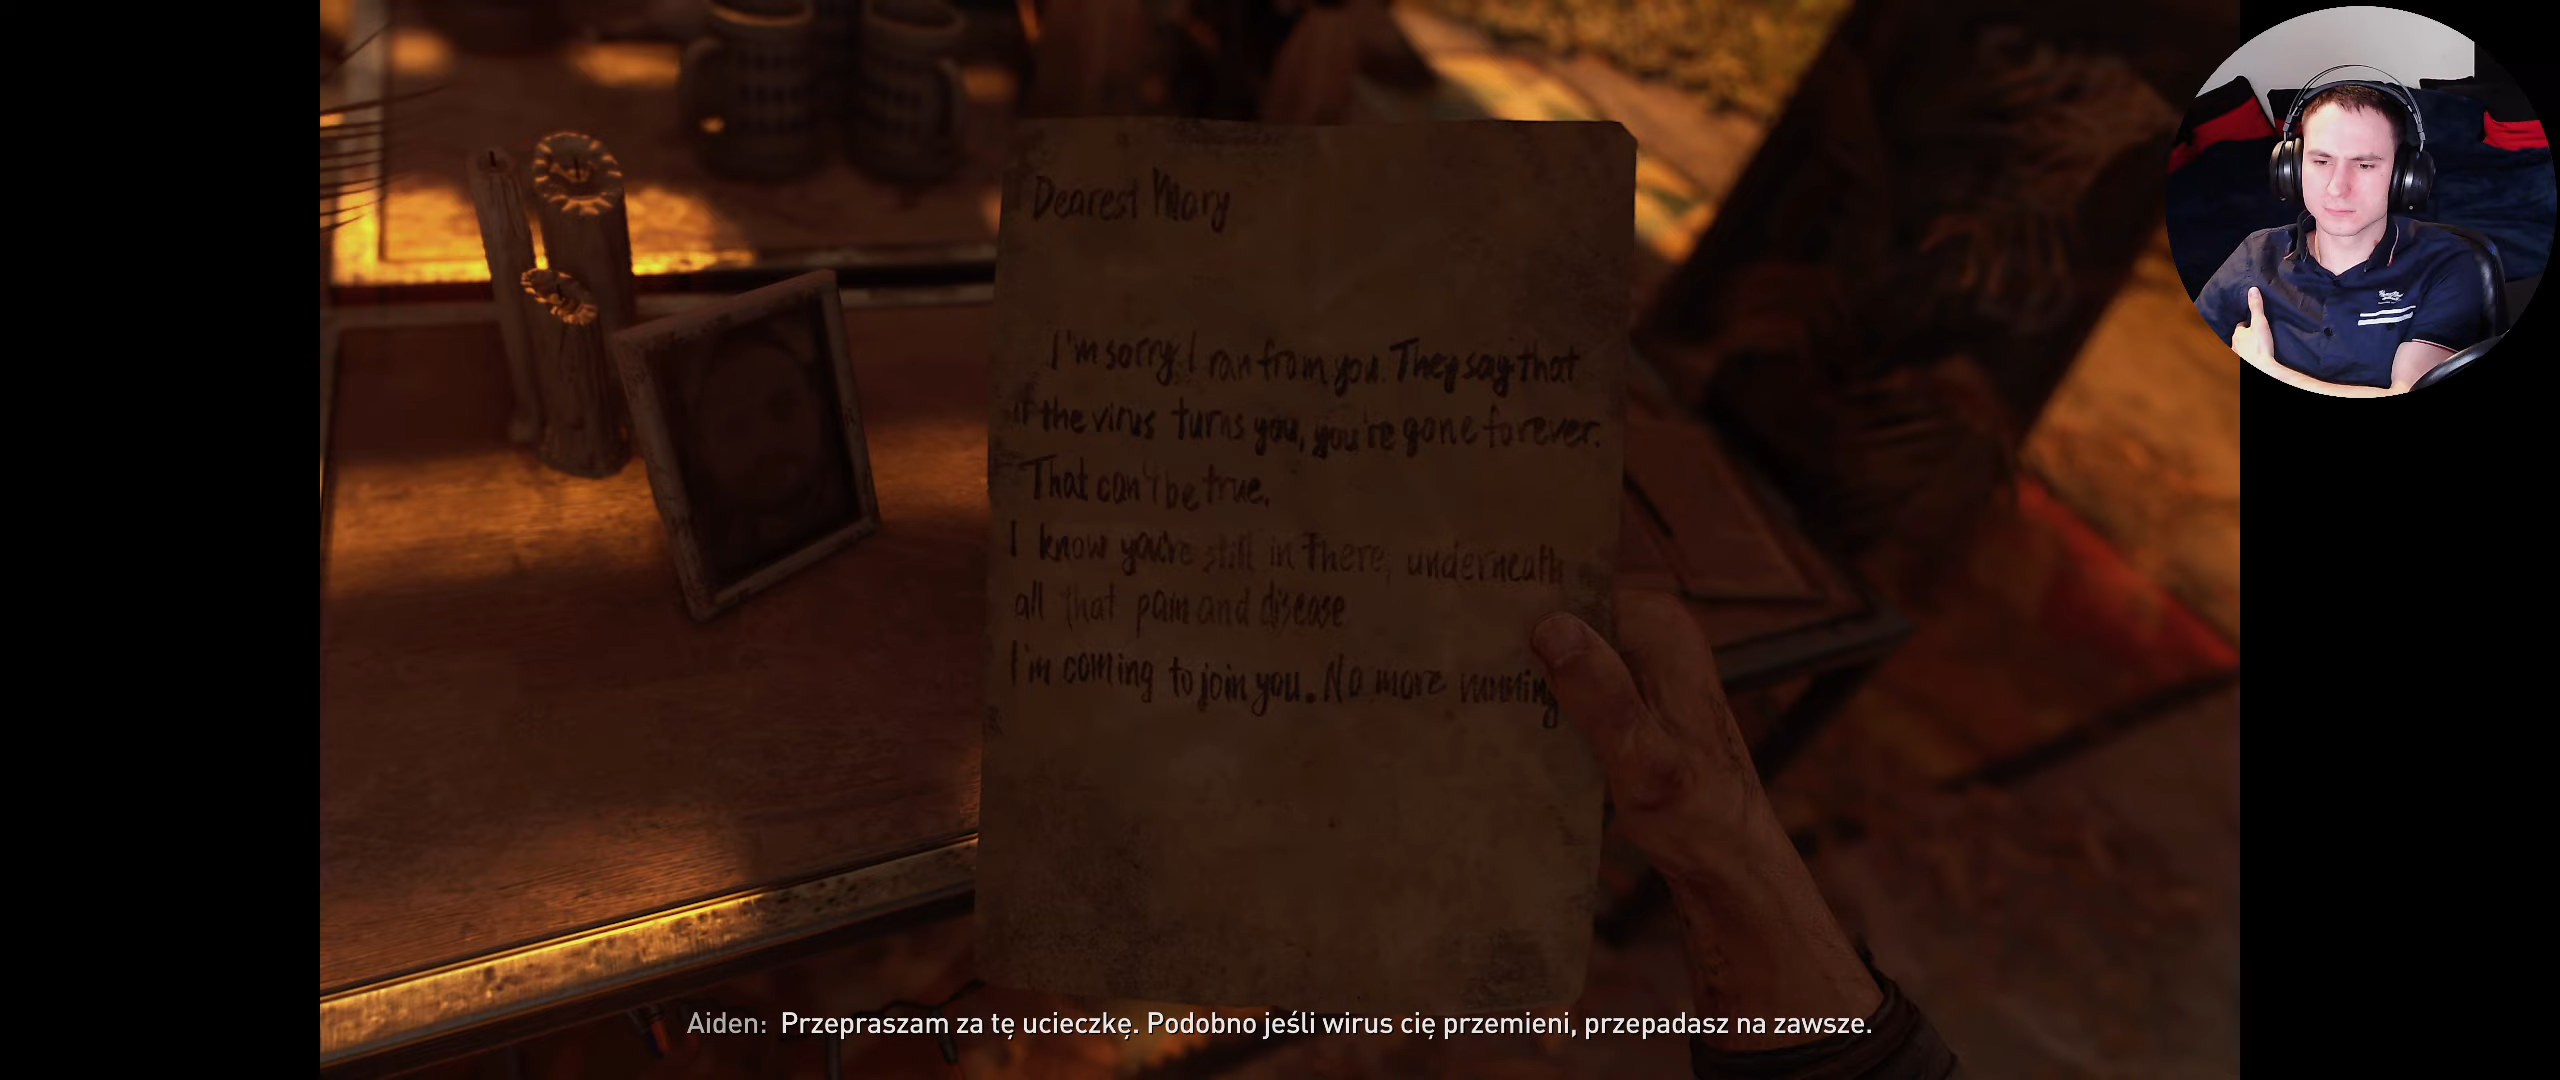 Dearest Mary
I'm sorry I ran from you. They say that
if the virus turns you, you're gone forever.
That can't be true.
I know you're still in there, underneath
all that pain and disease
I'm coming to join you. No more running
Aiden: Przepraszam za tę ucieczkę. Podobno jeśli wirus cię przemieni, przepadasz na zawsze.